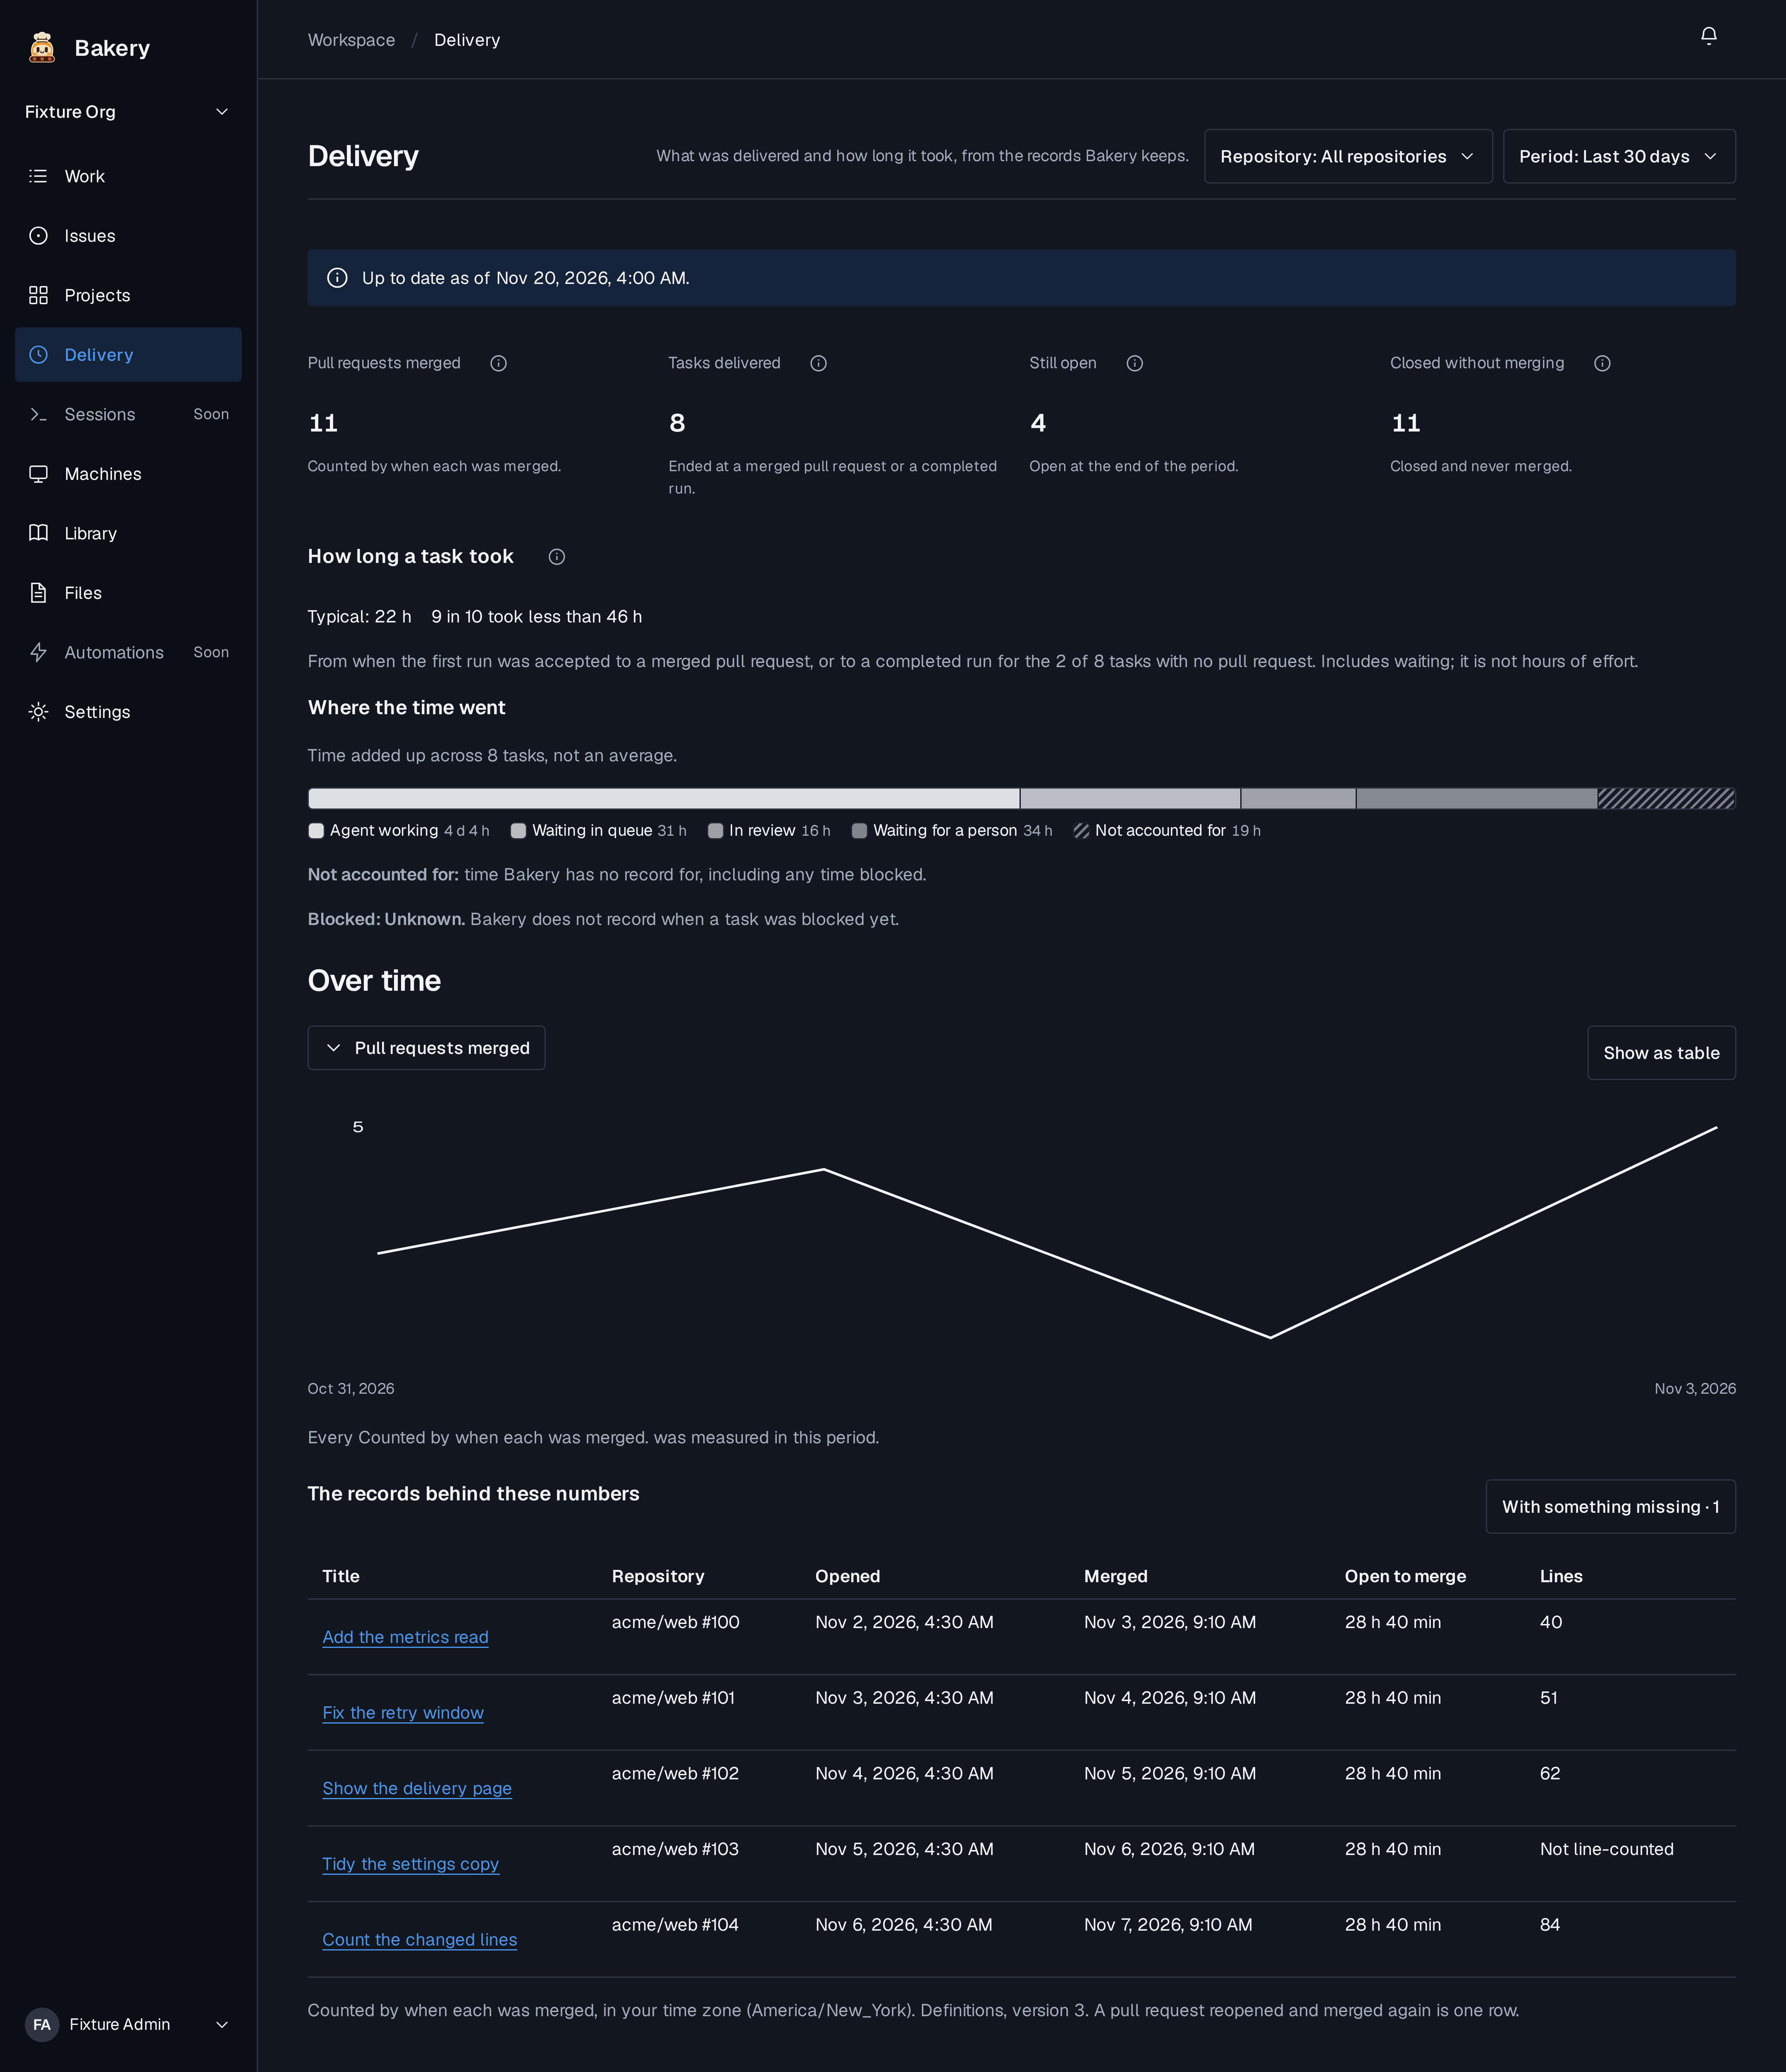 Bakery
Workspace / Delivery
Fixture Org
Work
Issues
Projects
Delivery
Sessions Soon
Machines
Library
Files
Automations Soon
Settings
FA Fixture Admin
Delivery
What was delivered and how long it took, from the records Bakery keeps.
Repository: All repositories
Period: Last 30 days
Up to date as of Nov 20, 2026, 4:00 AM.
Pull requests merged
11
Counted by when each was merged.
Tasks delivered
8
Ended at a merged pull request or a completed
run.
Still open
4
Open at the end of the period.
Closed without merging
11
Closed and never merged.
How long a task took
Typical: 22 h 9 in 10 took less than 46 h
From when the first run was accepted to a merged pull request, or to a completed run for the 2 of 8 tasks with no pull request. Includes waiting; it is not hours of effort.
Where the time went
Time added up across 8 tasks, not an average.
Agent working 4 d 4 h Waiting in queue 31 h In review 16 h Waiting for a person 34 h Not accounted for 19 h
Not accounted for: time Bakery has no record for, including any time blocked.
Blocked: Unknown. Bakery does not record when a task was blocked yet.
Over time
Pull requests merged
Show as table
5
Oct 31, 2026 Nov 3, 2026
Every Counted by when each was merged. was measured in this period.
The records behind these numbers
With something missing · 1
Title Repository Opened Merged Open to merge Lines
Add the metrics read acme/web #100 Nov 2, 2026, 4:30 AM Nov 3, 2026, 9:10 AM 28 h 40 min 40
Fix the retry window acme/web #101 Nov 3, 2026, 4:30 AM Nov 4, 2026, 9:10 AM 28 h 40 min 51
Show the delivery page acme/web #102 Nov 4, 2026, 4:30 AM Nov 5, 2026, 9:10 AM 28 h 40 min 62
Tidy the settings copy acme/web #103 Nov 5, 2026, 4:30 AM Nov 6, 2026, 9:10 AM 28 h 40 min Not line-counted
Count the changed lines acme/web #104 Nov 6, 2026, 4:30 AM Nov 7, 2026, 9:10 AM 28 h 40 min 84
Counted by when each was merged, in your time zone (America/New_York). Definitions, version 3. A pull request reopened and merged again is one row.